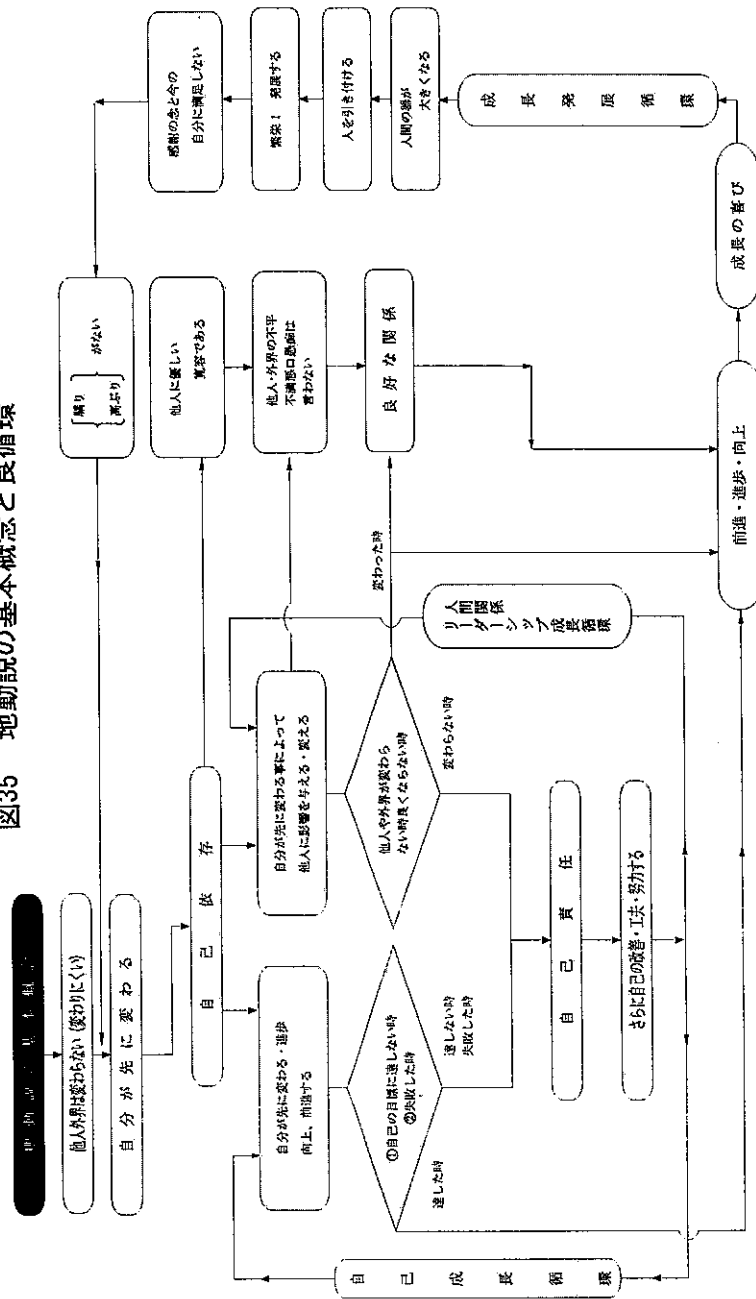 図35 地動説の基本概念と良循環
他人外界は変わらない(変わりにくい)
自分が先に変わる
自己依存
自分が先に変わる・進歩
向上、前進する
①自己の目標に達しない時
②失敗した時
達した時
達しない時
失敗した時
自己成長循環
自分が先に変わる事によって
他人に影響を与える・変える
他人や外界が変わら
ない時良くならない時
変わった時
変わらない時
自己責任
さらに自己の改善・工夫・努力する
人間関係
リーダーシップ成長循環
驕り
高ぶり
がない
他人に優しい
寛容である
他人・外界の不平
不満悪口愚痴は
言わない
良好な関係
前進・進歩・向上
成長の喜び
成長発展循環
人間の器が
大きくなる
人を引き付ける
繁栄! 発展する
感謝の念と今の
自分に満足しない